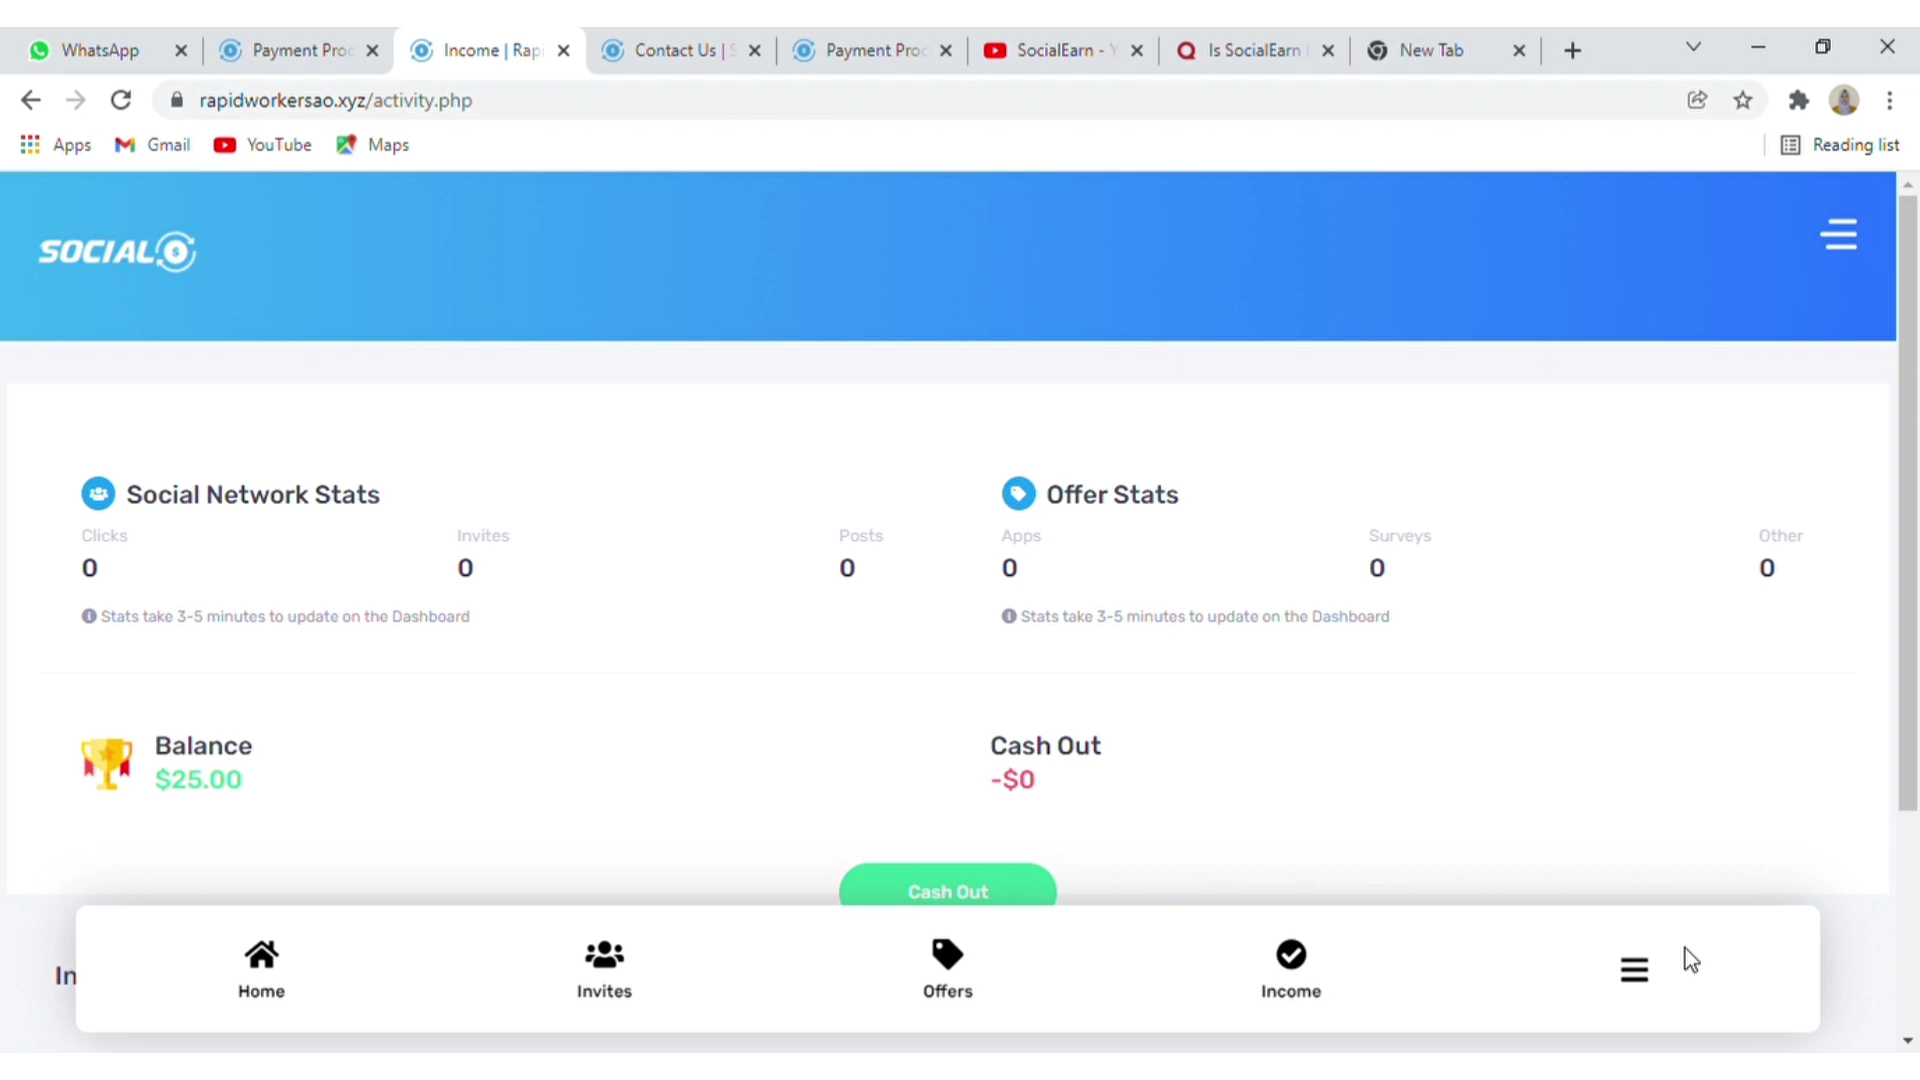 WhatsApp
Payment Proc
Income | Rap
Contact Us | S
Payment Proc
SocialEarn - Y
Is SocialEarn
New Tab
rapidworkersao.xyz/activity.php
Apps
Gmail
YouTube
Maps
Reading list
SOCIAL
Social Network Stats
Offer Stats
Clicks
Invites
Posts
Apps
Surveys
Other
0
0
0
0
0
0
Stats take 3-5 minutes to update on the Dashboard
Stats take 3-5 minutes to update on the Dashboard
Balance
$25.00
Cash Out
-$0
Cash Out
In
Home
Invites
Offers
Income